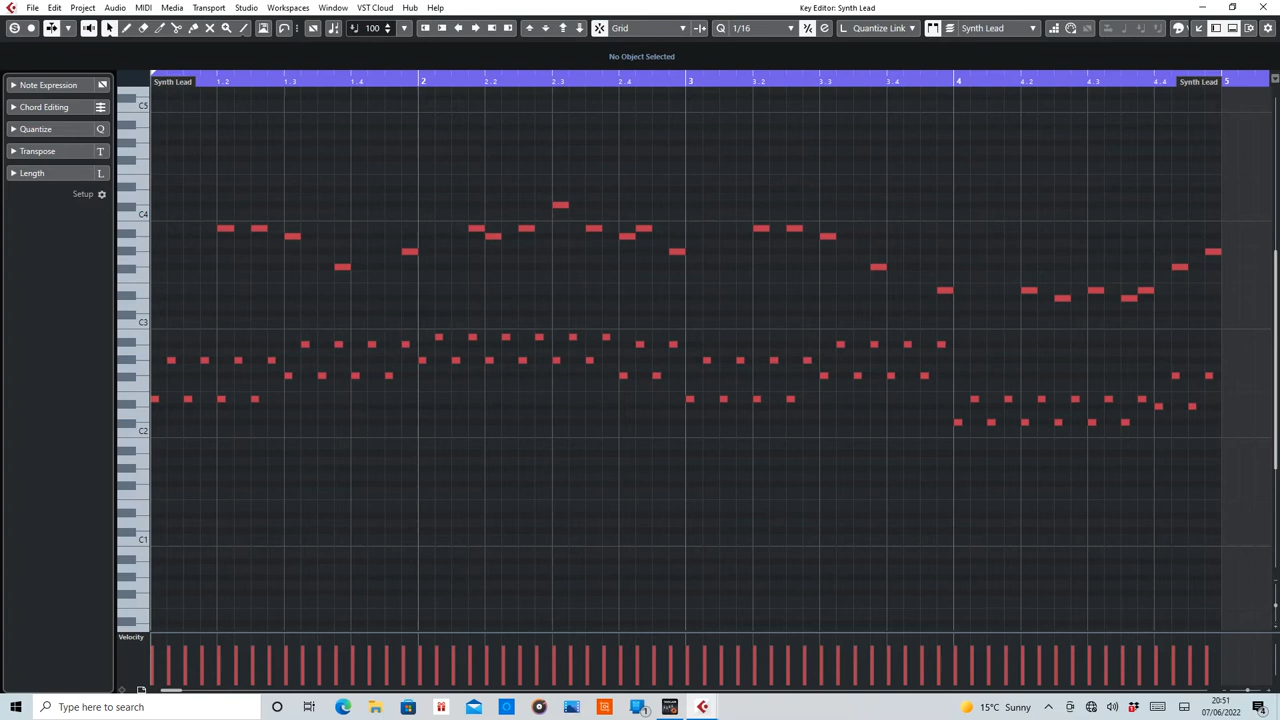 File Edit Project Audio MIDI Media Transport Studio Workspaces Window VST Cloud Hub Help
Key Editor: Synth Lead
S 100 Grid Q 1/16 Quantize Link Synth Lead
No Object Selected
Synth Lead 1.2 1.3 1.4 2 2.2 2.3 2.4 3 3.2 3.3 3.4 4 4.2 4.3 4.4 Synth Lead 5
Note Expression
Chord Editing
Quantize Q
Transpose T
Length L
Setup
C5
C4
C3
C2
C1
Velocity
Type here to search
1
15°C Sunny
20:51
07/06/2022
4